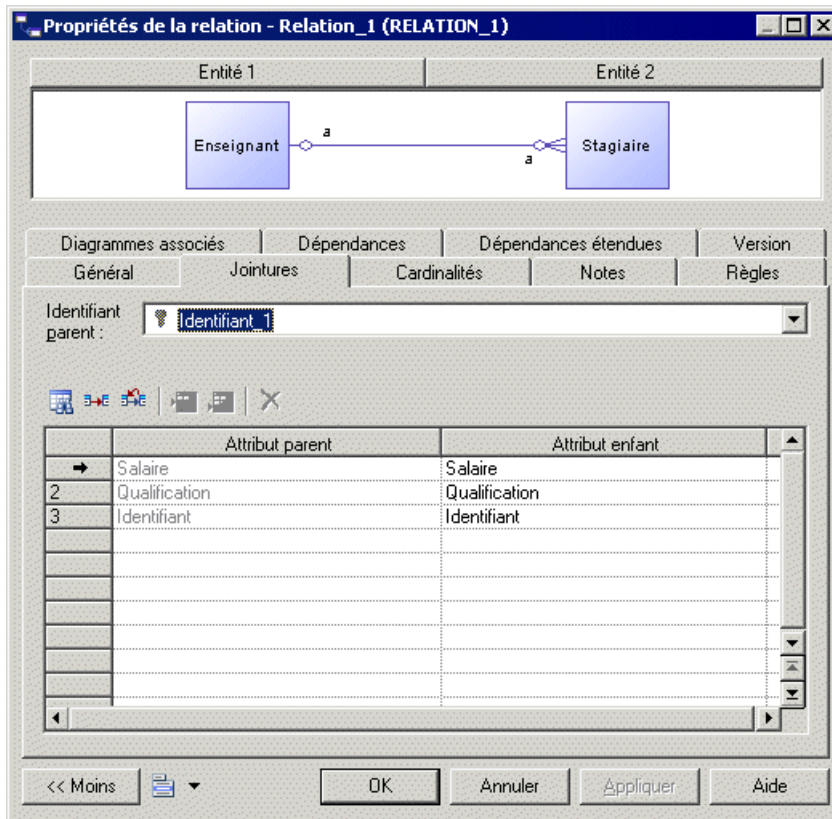 Propriétés de la relation - Relation_1 (RELATION_1)
Entité 1 Entité 2
Enseignant a a Stagiaire
Diagrammes associés Dépendances Dépendances étendues Version
Général Jointures Cardinalités Notes Règles
Identifiant
parent : Identifiant_1
Attribut parent Attribut enfant
Salaire Salaire
2 Qualification Qualification
3 Identifiant Identifiant
<< Moins OK Annuler Appliquer Aide